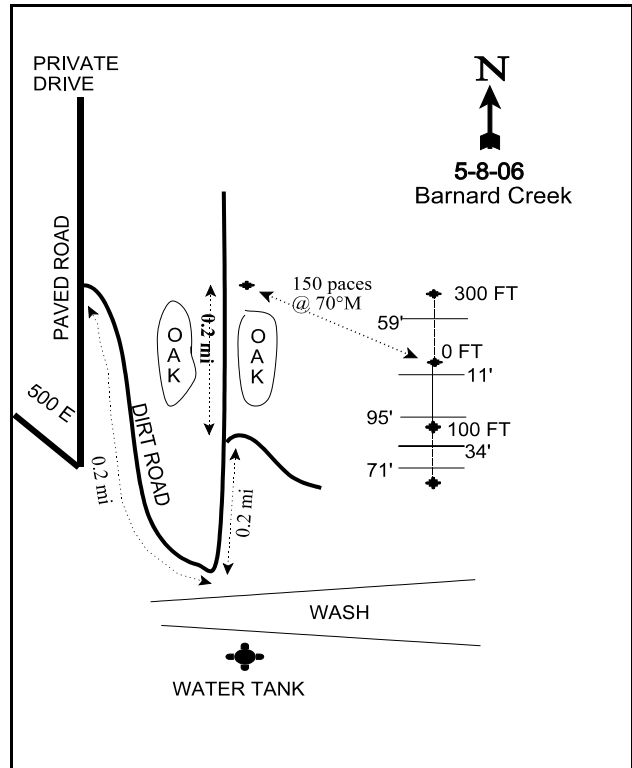 PRIVATE
DRIVE
N
5-8-06
Barnard Creek
PAVED ROAD
150 paces
@ 70°M
300 FT
59'
0.2 mi
OAK
OAK
0 FT
11'
500 E
DIRT ROAD
95'
100 FT
34'
71'
0.2 mi
0.2 mi
WASH
WATER TANK